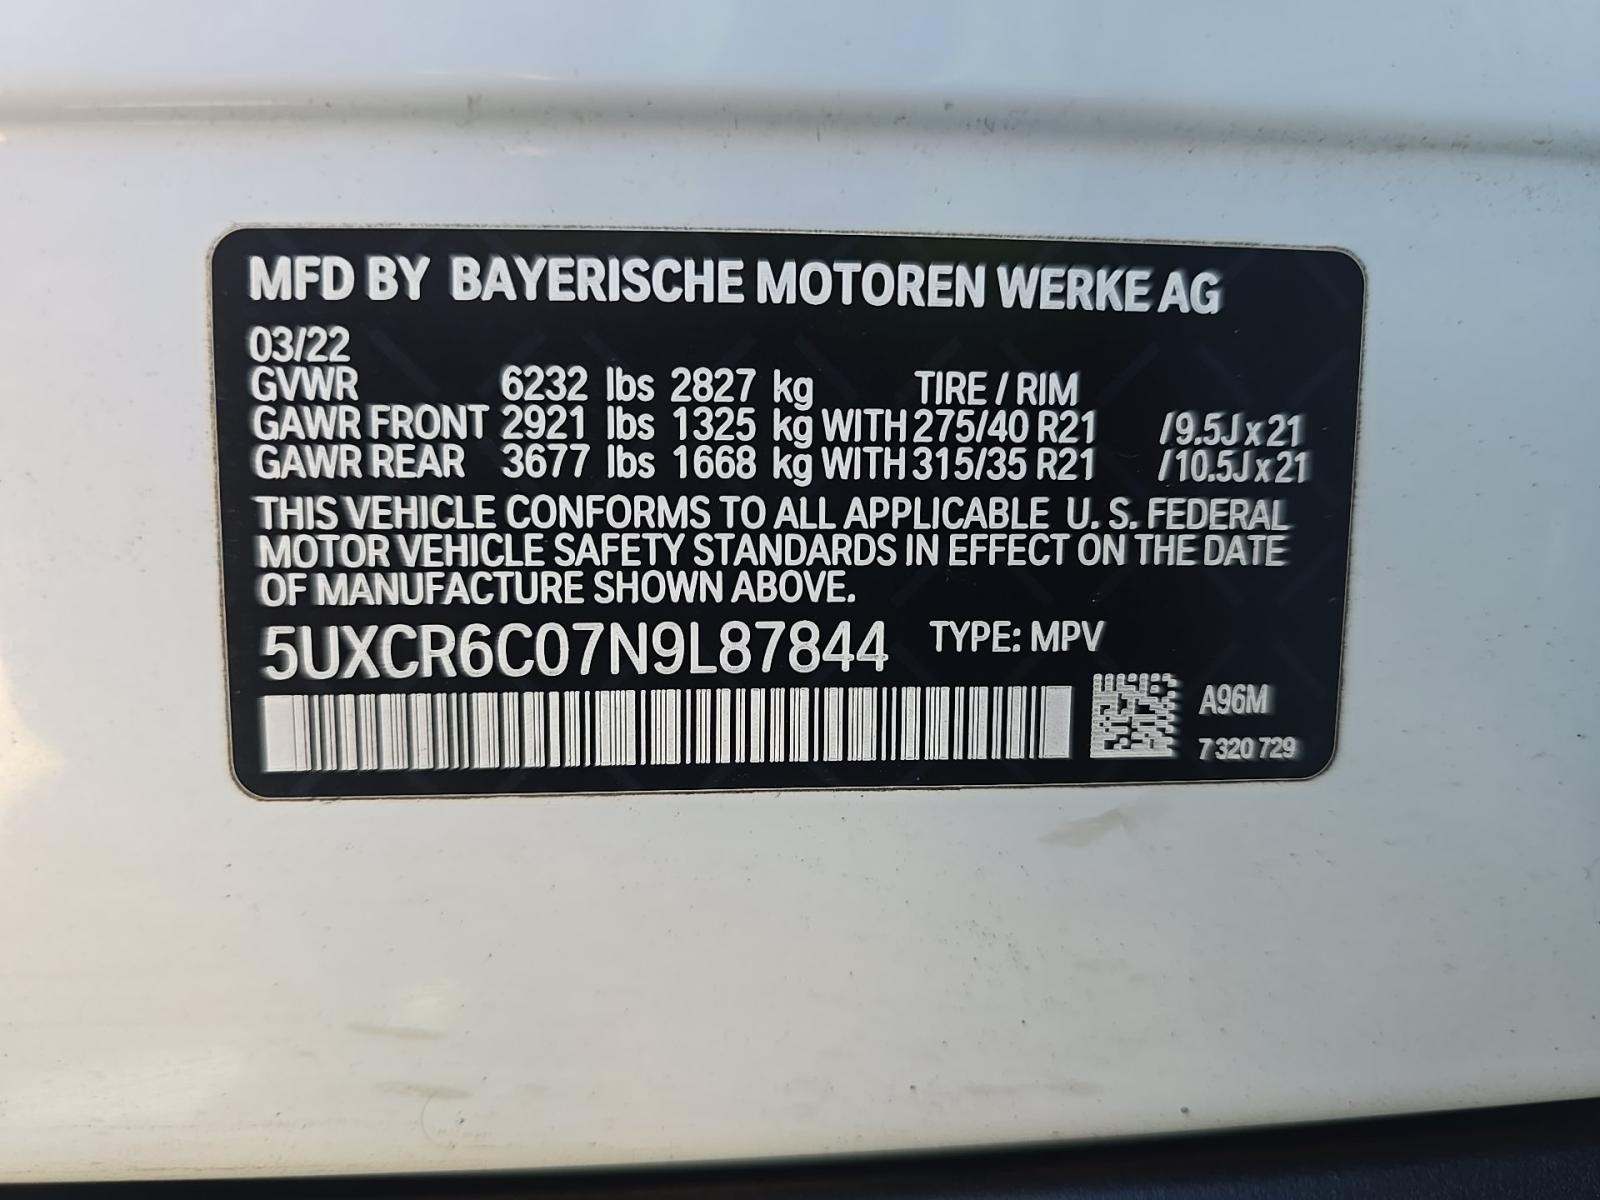 MFD BY BAYERISCHE MOTOREN WERKE AG
03/22
GVWR 6232 lbs 2827 kg TIRE / RIM
GAWR FRONT 2921 lbs 1325 kg WITH 275/40 R21 /9.5J x 21
GAWR REAR 3677 lbs 1668 kg WITH 315/35 R21 /10.5J x 21
THIS VEHICLE CONFORMS TO ALL APPLICABLE U. S. FEDERAL
MOTOR VEHICLE SAFETY STANDARDS IN EFFECT ON THE DATE
OF MANUFACTURE SHOWN ABOVE.
5UXCR6C07N9L87844 TYPE: MPV
A96M
7 320 729